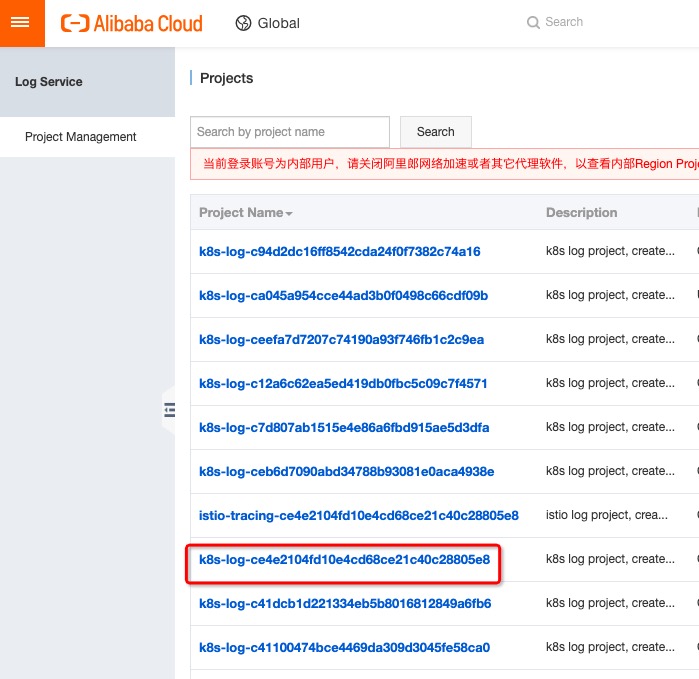 Alibaba Cloud
Global
Search
Log Service
Project Management
Projects
Search by project name
Search
当前登录账号为内部用户，请关闭阿里郎网络加速或者其它代理软件，以查看内部Region
Project Name
Description
k8s-log-c94d2dc16ff8542cda24f0f7382c74a16
k8s log project, create...
k8s-log-ca045a954cce44ad3b0f0498c66cdf09b
k8s log project, create...
k8s-log-ceefa7d7207c74190a93f746fb1c2c9ea
k8s log project, create...
k8s-log-c12a6c62ea5ed419db0fbc5c09c7f4571
k8s log project, create...
k8s-log-c7d807ab1515e4e86a6fbd915ae5d3dfa
k8s log project, create...
k8s-log-ceb6d7090abd34788b93081e0aca4938e
k8s log project, create...
istio-tracing-ce4e2104fd10e4cd68ce21c40c28805e8
istio log project, crea...
k8s-log-ce4e2104fd10e4cd68ce21c40c28805e8
k8s log project, create...
k8s-log-c41dcb1d221334eb5b8016812849a6fb6
k8s log project, create...
k8s-log-c41100474bce4469da309d3045fe58ca0
k8s log project, create...